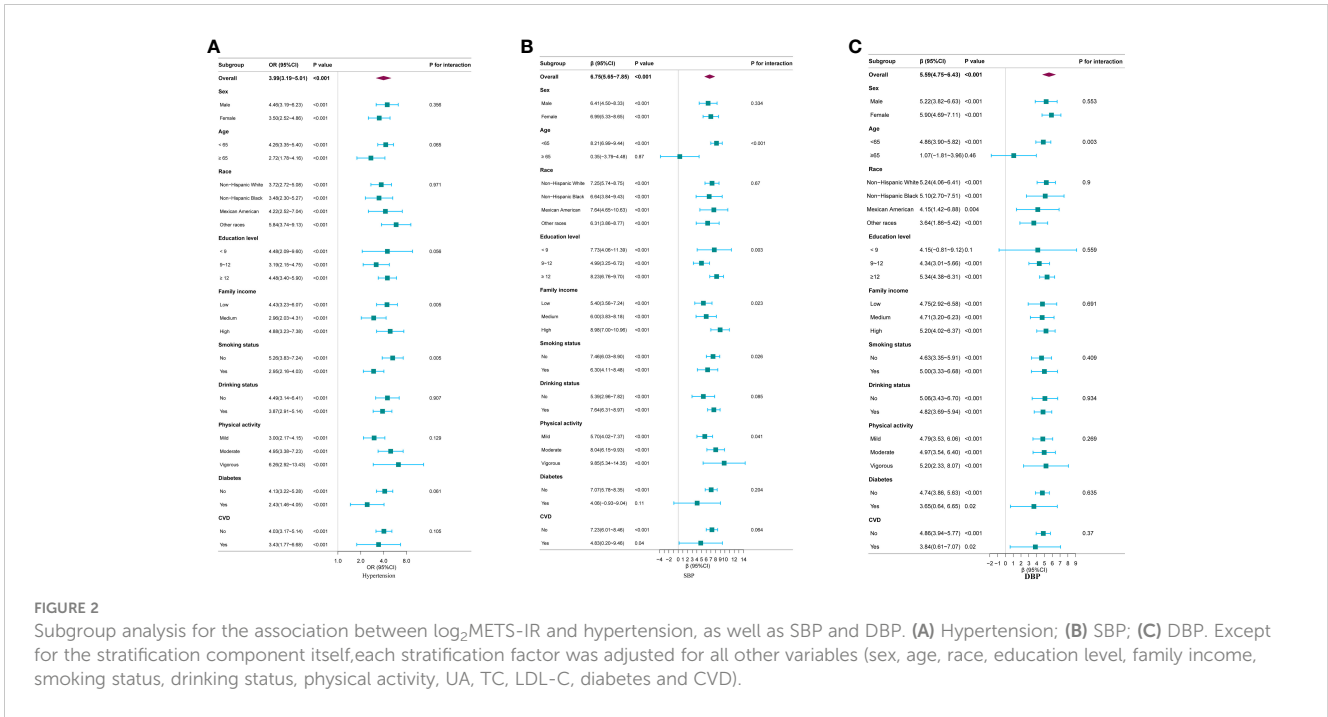 A
Subgroup OR (95%CI) P value P for interaction
Overall 3.99(3.19−5.01) <0.001
Sex
Male 4.46(3.19−6.23) <0.001 0.356
Female 3.50(2.52−4.86) <0.001
Age
<65 4.26(3.35−5.40) <0.001 0.065
≥ 65 2.72(1.78−4.16) <0.001
Race
Non−Hispanic White 3.72(2.72−5.08) <0.001 0.971
Non−Hispanic Black 3.48(2.30−5.27) <0.001
Mexican American 4.22(2.52−7.04) <0.001
Other races 5.84(3.74−9.13) <0.001
Education level
< 9 4.48(2.09−9.60) <0.001 0.056
9−12 3.19(2.15−4.75) <0.001
≥ 12 4.48(3.40−5.90) <0.001
Family income
Low 4.43(3.23−6.07) <0.001 0.005
Medium 2.96(2.03−4.31) <0.001
High 4.88(3.23−7.38) <0.001
Smoking status
No 5.26(3.83−7.24) <0.001 0.005
Yes 2.95(2.16−4.03) <0.001
Drinking status
No 4.49(3.14−6.41) <0.001 0.907
Yes 3.87(2.91−5.14) <0.001
Physical activity
Mild 3.00(2.17−4.15) <0.001 0.129
Moderate 4.95(3.38−7.23) <0.001
Vigorous 6.26(2.92−13.43) <0.001
Diabetes
No 4.13(3.22−5.28) <0.001 0.061
Yes 2.43(1.46−4.05) <0.001
CVD
No 4.03(3.17−5.14) <0.001 0.105
Yes 3.43(1.77−6.68) <0.001
1.0 2.0 4.0 8.0
OR (95%CI)
Hypertension
B
Subgroup β (95%CI) P value P for interaction
Overall 6.75(5.65−7.85) <0.001
Sex
Male 6.41(4.50−8.33) <0.001 0.334
Female 6.99(5.33−8.65) <0.001
Age
<65 8.21(6.98−9.44) <0.001 <0.001
≥ 65 0.35(−3.79−4.48) 0.87
Race
Non−Hispanic White 7.25(5.74−8.75) <0.001 0.67
Non−Hispanic Black 6.64(3.84−9.43) <0.001
Mexican American 7.64(4.65−10.63) <0.001
Other races 6.31(3.86−8.77) <0.001
Education level
< 9 7.73(4.08−11.39) <0.001 0.003
9−12 4.99(3.25−6.72) <0.001
≥ 12 8.23(6.76−9.70) <0.001
Family income
Low 5.40(3.56−7.24) <0.001 0.023
Medium 6.00(3.83−8.18) <0.001
High 8.98(7.00−10.96) <0.001
Smoking status
No 7.46(6.03−8.90) <0.001 0.026
Yes 6.30(4.11−8.48) <0.001
Drinking status
No 5.39(2.96−7.82) <0.001 0.085
Yes 7.64(6.31−8.97) <0.001
Physical activity
Mild 5.70(4.02−7.37) <0.001 0.041
Moderate 8.04(6.15−9.93) <0.001
Vigorous 9.85(5.34−14.35) <0.001
Diabetes
No 7.07(5.78−8.35) <0.001 0.204
Yes 4.06(−0.93−9.04) 0.11
CVD
No 7.23(6.01−8.46) <0.001 0.064
Yes 4.83(0.20−9.46) 0.04
−4 −2 0 1 2 3 4 5 6 7 8 9 10 12 14
β (95%CI)
SBP
C
Subgroup β (95%CI) P value P for interaction
Overall 5.59(4.75−6.43) <0.001
Sex
Male 5.22(3.82−6.63) <0.001 0.553
Female 5.90(4.69−7.11) <0.001
Age
<65 4.86(3.90−5.82) <0.001 0.003
≥65 1.07(−1.81−3.96) 0.46
Race
Non−Hispanic White 5.24(4.06−6.41) <0.001 0.9
Non−Hispanic Black 5.10(2.70−7.51) <0.001
Mexican American 4.15(1.42−6.88) 0.004
Other races 3.64(1.86−5.42) <0.001
Education level
< 9 4.15(−0.81−9.12) 0.1 0.559
9−12 4.34(3.01−5.66) <0.001
≥12 5.34(4.38−6.31) <0.001
Family income
Low 4.75(2.92−6.58) <0.001 0.691
Medium 4.71(3.20−6.23) <0.001
High 5.20(4.02−6.37) <0.001
Smoking status
No 4.63(3.35−5.91) <0.001 0.409
Yes 5.00(3.33−6.68) <0.001
Drinking status
No 5.06(3.43−6.70) <0.001 0.934
Yes 4.82(3.69−5.94) <0.001
Physical activity
Mild 4.79(3.53, 6.06) <0.001 0.269
Moderate 4.97(3.54, 6.40) <0.001
Vigorous 5.20(2.33, 8.07) <0.001
Diabetes
No 4.74(3.86, 5.63) <0.001 0.635
Yes 3.65(0.64, 6.65) 0.02
CVD
No 4.86(3.94−5.77) <0.001 0.37
Yes 3.84(0.61−7.07) 0.02
−2 −1 0 1 2 3 4 5 6 7 8 9
β (95%CI)
DBP
FIGURE 2
Subgroup analysis for the association between log₂METS-IR and hypertension, as well as SBP and DBP. (A) Hypertension; (B) SBP; (C) DBP. Except
for the stratification component itself,each stratification factor was adjusted for all other variables (sex, age, race, education level, family income,
smoking status, drinking status, physical activity, UA, TC, LDL-C, diabetes and CVD).